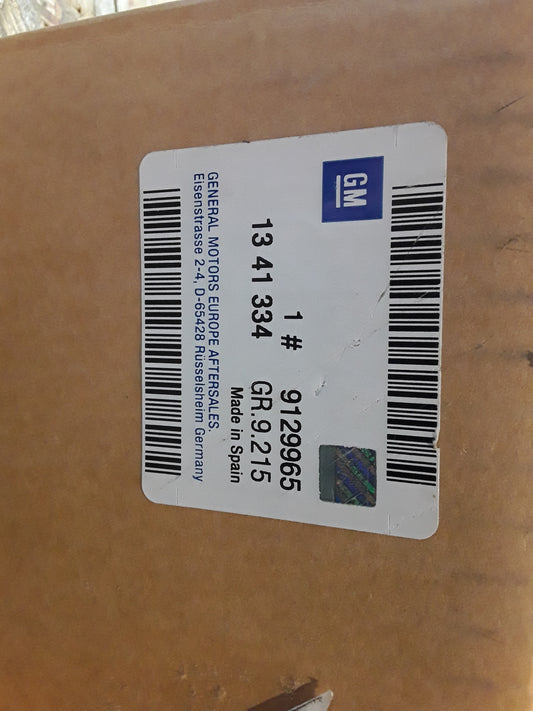 GM
1 # 9129965
13 41 334 GR.9.215
Made in Spain
GENERAL MOTORS EUROPE AFTERSALES,
Eisenstrasse 2-4, D-65428 Rüsselsheim Germany